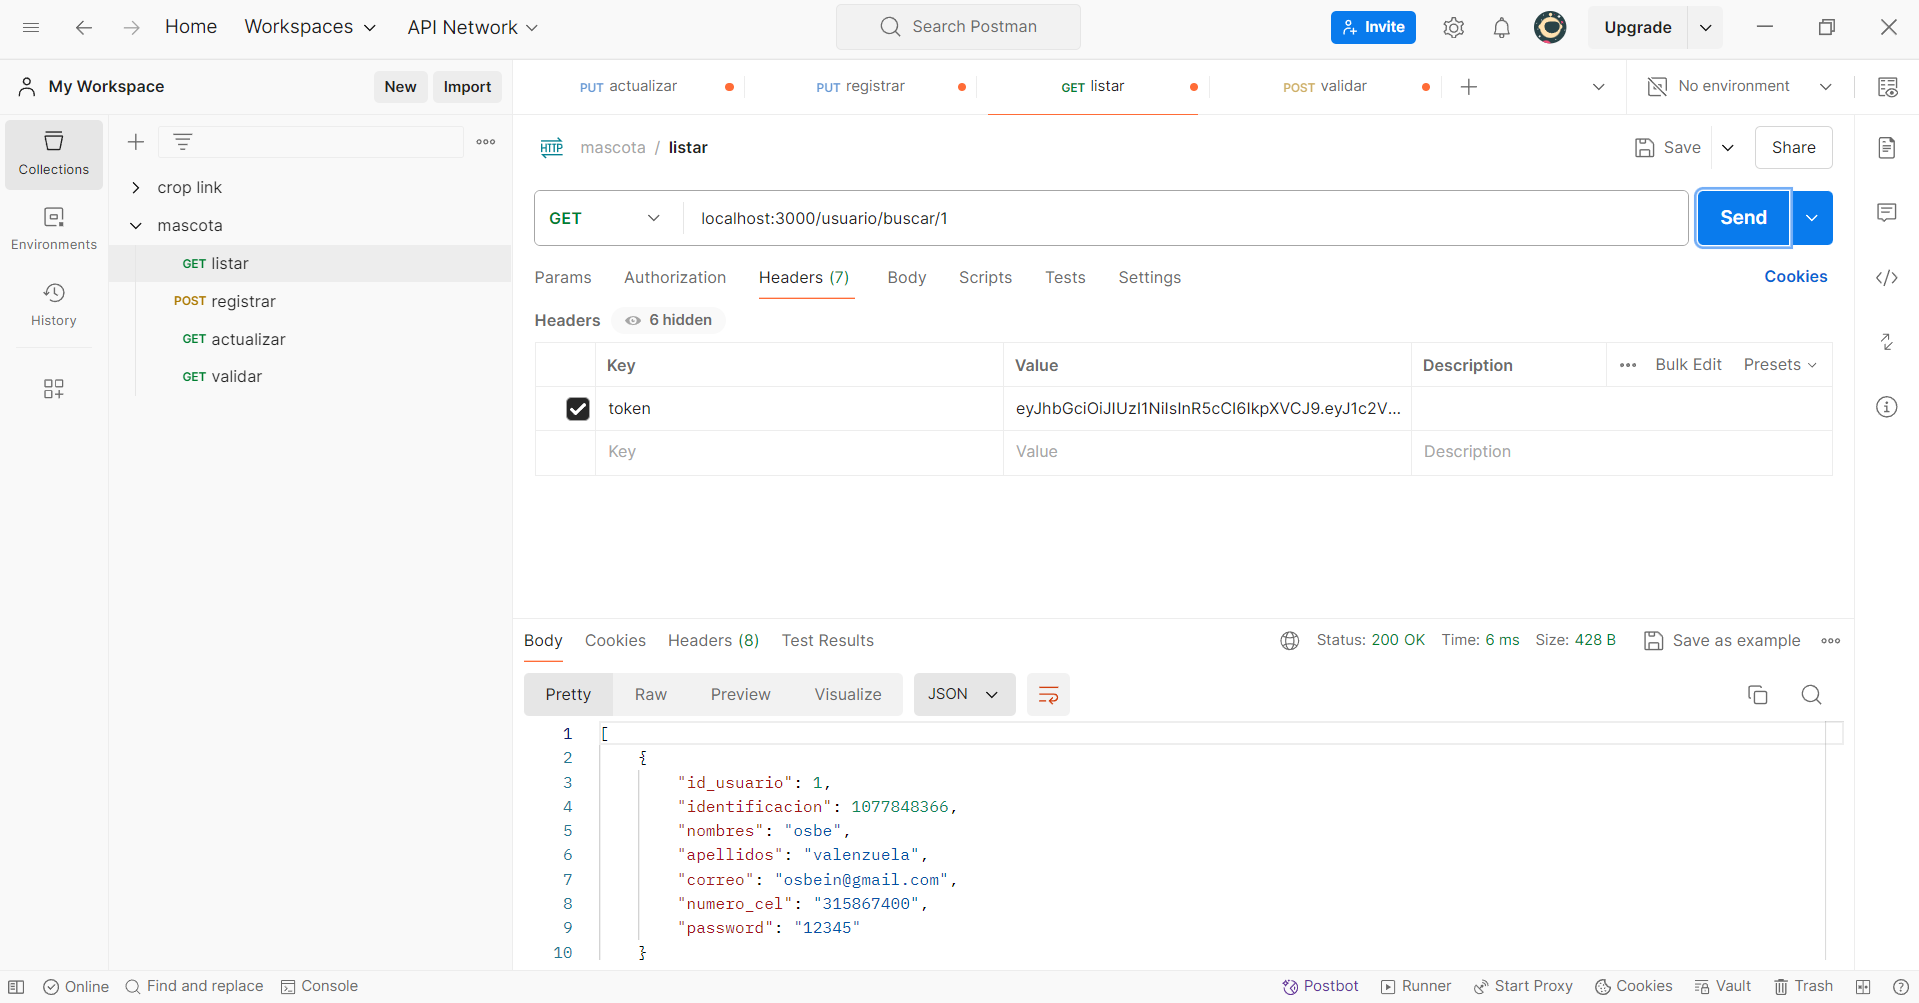 Home Workspaces API Network Search Postman Invite Upgrade
My Workspace New Import PUT actualizar PUT registrar GET listar POST validar No environment
Collections
Environments
History
crop link
mascota
GET listar
POST registrar
GET actualizar
GET validar
HTTP mascota / listar Save Share
GET localhost:3000/usuario/buscar/1 Send
Params Authorization Headers (7) Body Scripts Tests Settings Cookies
Headers 6 hidden
Key Value Description Bulk Edit Presets
token eyJhbGciOiJIUzI1NiIsInR5cCI6IkpXVCJ9.eyJ1c2V...
Key Value Description
Body Cookies Headers (8) Test Results Status: 200 OK Time: 6 ms Size: 428 B Save as example
Pretty Raw Preview Visualize JSON
1 [
2 {
3 "id_usuario": 1,
4 "identificacion": 1077848366,
5 "nombres": "osbe",
6 "apellidos": "valenzuela",
7 "correo": "osbein@gmail.com",
8 "numero_cel": "315867400",
9 "password": "12345"
10 }
Online Find and replace Console Postbot Runner Start Proxy Cookies Vault Trash